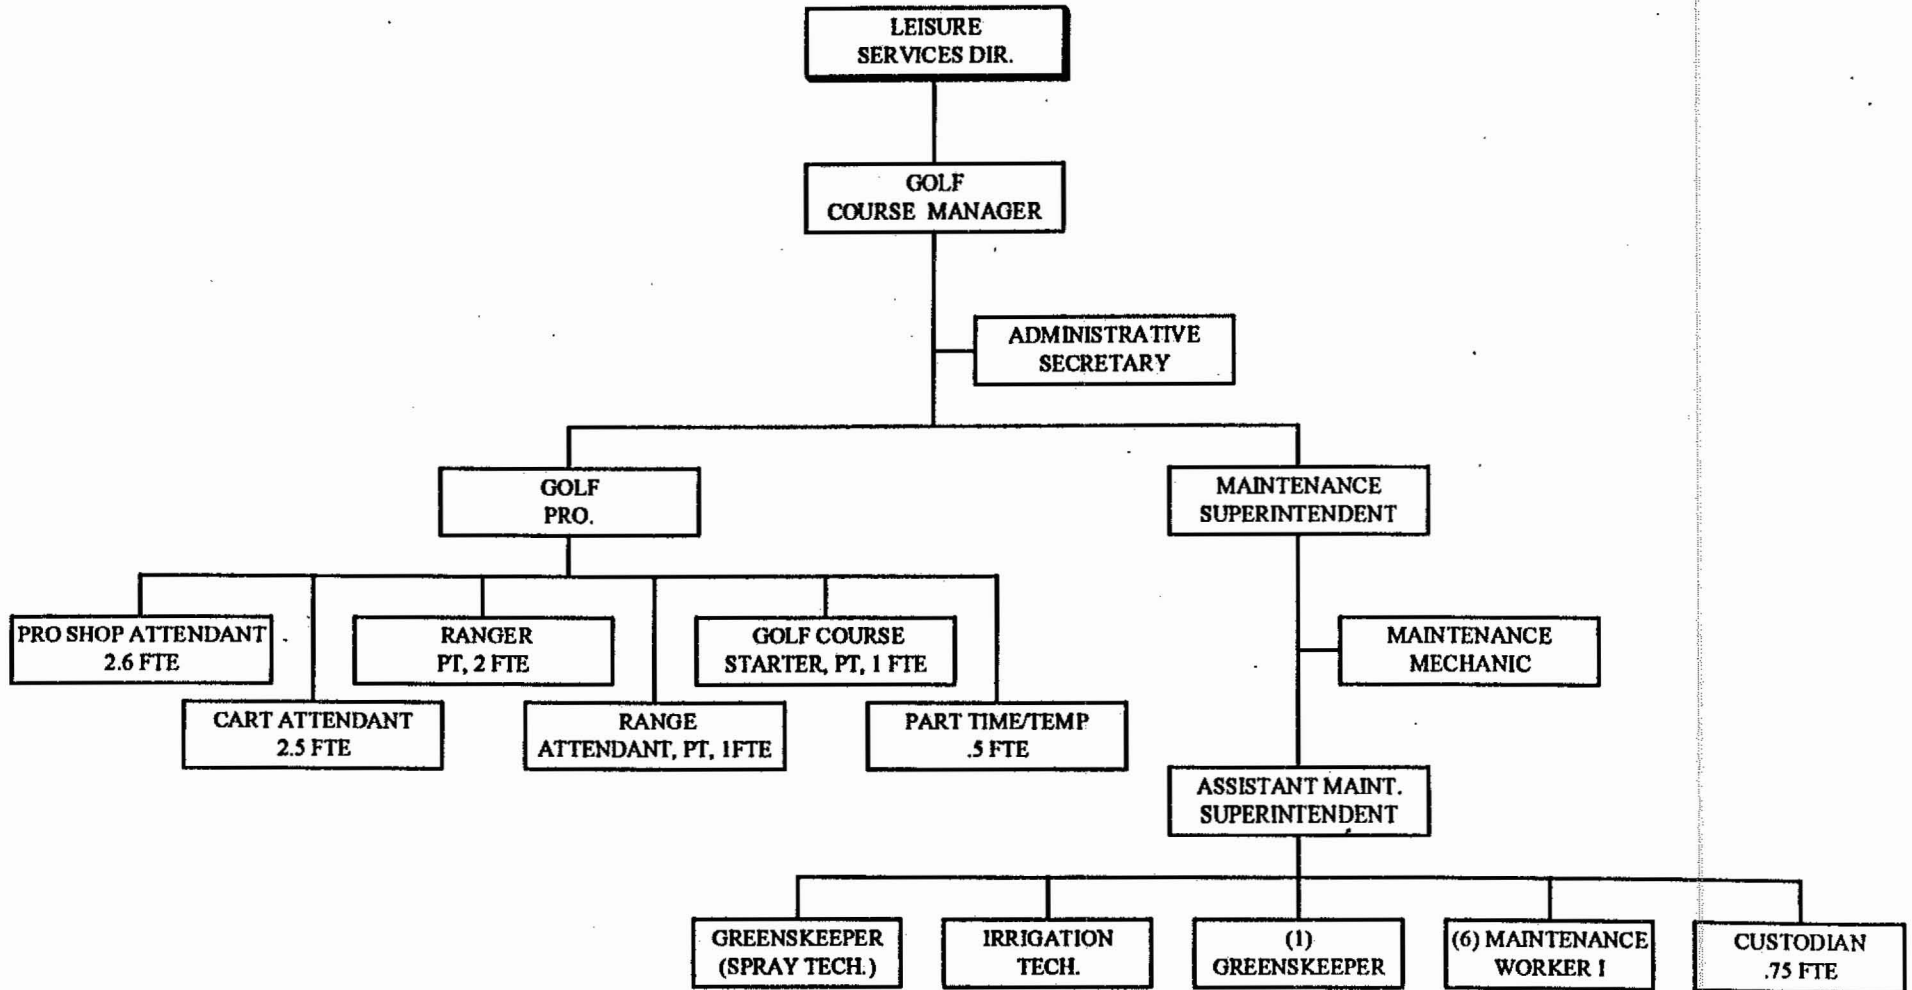 LEISURE
SERVICES DIR.
GOLF
COURSE MANAGER
ADMINISTRATIVE
SECRETARY
GOLF
PRO.
MAINTENANCE
SUPERINTENDENT
PRO SHOP ATTENDANT
2.6 FTE
RANGER
PT, 2 FTE
GOLF COURSE
STARTER, PT, 1 FTE
MAINTENANCE
MECHANIC
CART ATTENDANT
2.5 FTE
RANGE
ATTENDANT, PT, 1FTE
PART TIME/TEMP
.5 FTE
ASSISTANT MAINT.
SUPERINTENDENT
GREENSKEEPER
(SPRAY TECH.)
IRRIGATION
TECH.
(1)
GREENSKEEPER
(6) MAINTENANCE
WORKER I
CUSTODIAN
.75 FTE